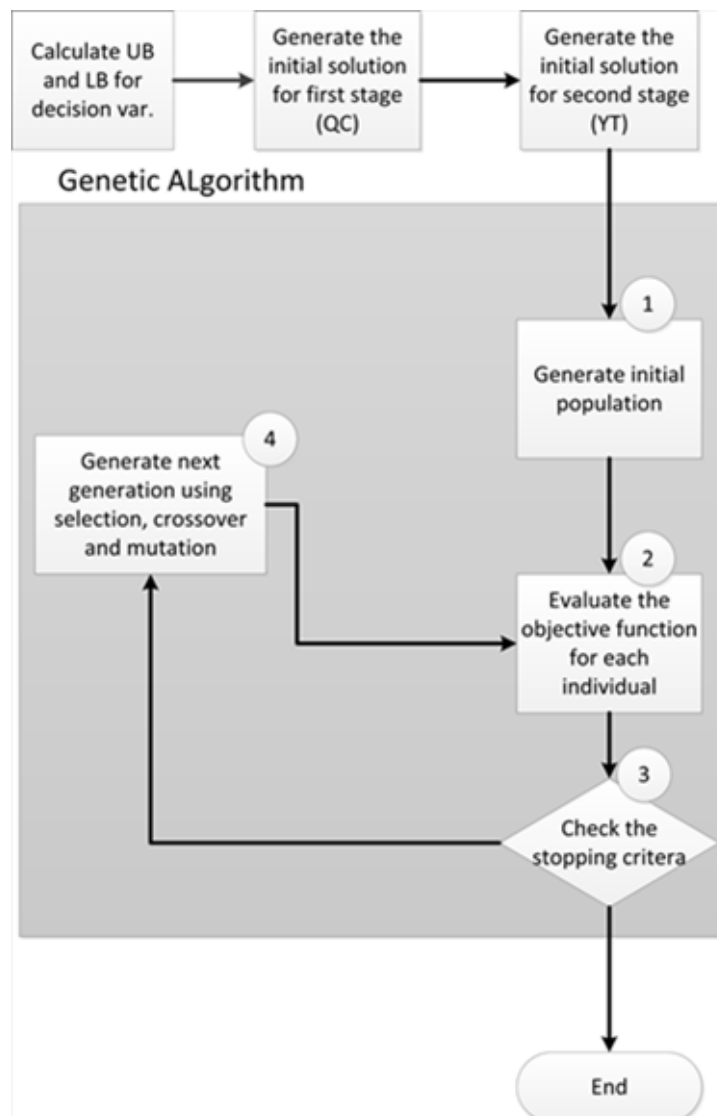 Calculate UB
and LB for
decision var.
Generate the
initial solution
for first stage
(QC)
Generate the
initial solution
for second stage
(YT)
Genetic ALgorithm
1
Generate initial
population
4
Generate next
generation using
selection, crossover
and mutation
2
Evaluate the
objective function
for each
individual
3
Check the
stopping critera
End